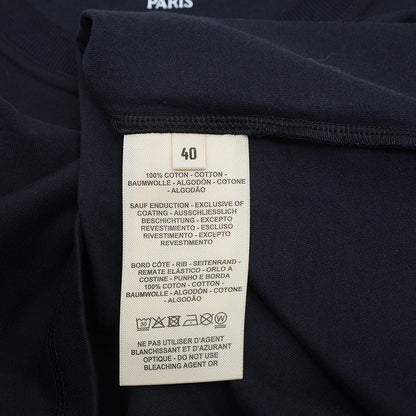 PARIS
40
100% COTON - COTTON -
BAUMWOLLE - ALGODÓN - COTONE
- ALGODÃO
SAUF ENDUCTION - EXCLUSIVE OF
COATING - AUSSCHLIESSLICH
BESCHICHTUNG - EXCEPTO
REVESTIMIENTO - ESCLUSO
RIVESTIMENTO - EXCEPTO
REVESTIMENTO
BORD CÔTE - RIB - SEITENRAND -
REMATE ELÁSTICO - ORLO A
COSTINE - PUNHO E BORDA
100% COTON - COTTON -
BAUMWOLLE - ALGODÓN - COTONE
- ALGODÃO
30
NE PAS UTILISER D'AGENT
BLANCHISSANT ET D'AZURANT
OPTIQUE - DO NOT USE
BLEACHING AGENT OR